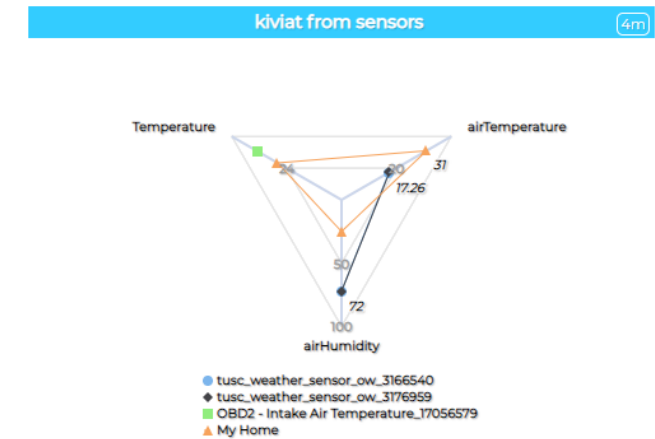 kiviat from sensors
4m
Temperature
airTemperature
31
24
20
17.26
50
72
100
airHumidity
tusc_weather_sensor_ow_3166540
tusc_weather_sensor_ow_3176959
OBD2 - Intake Air Temperature_17056579
My Home